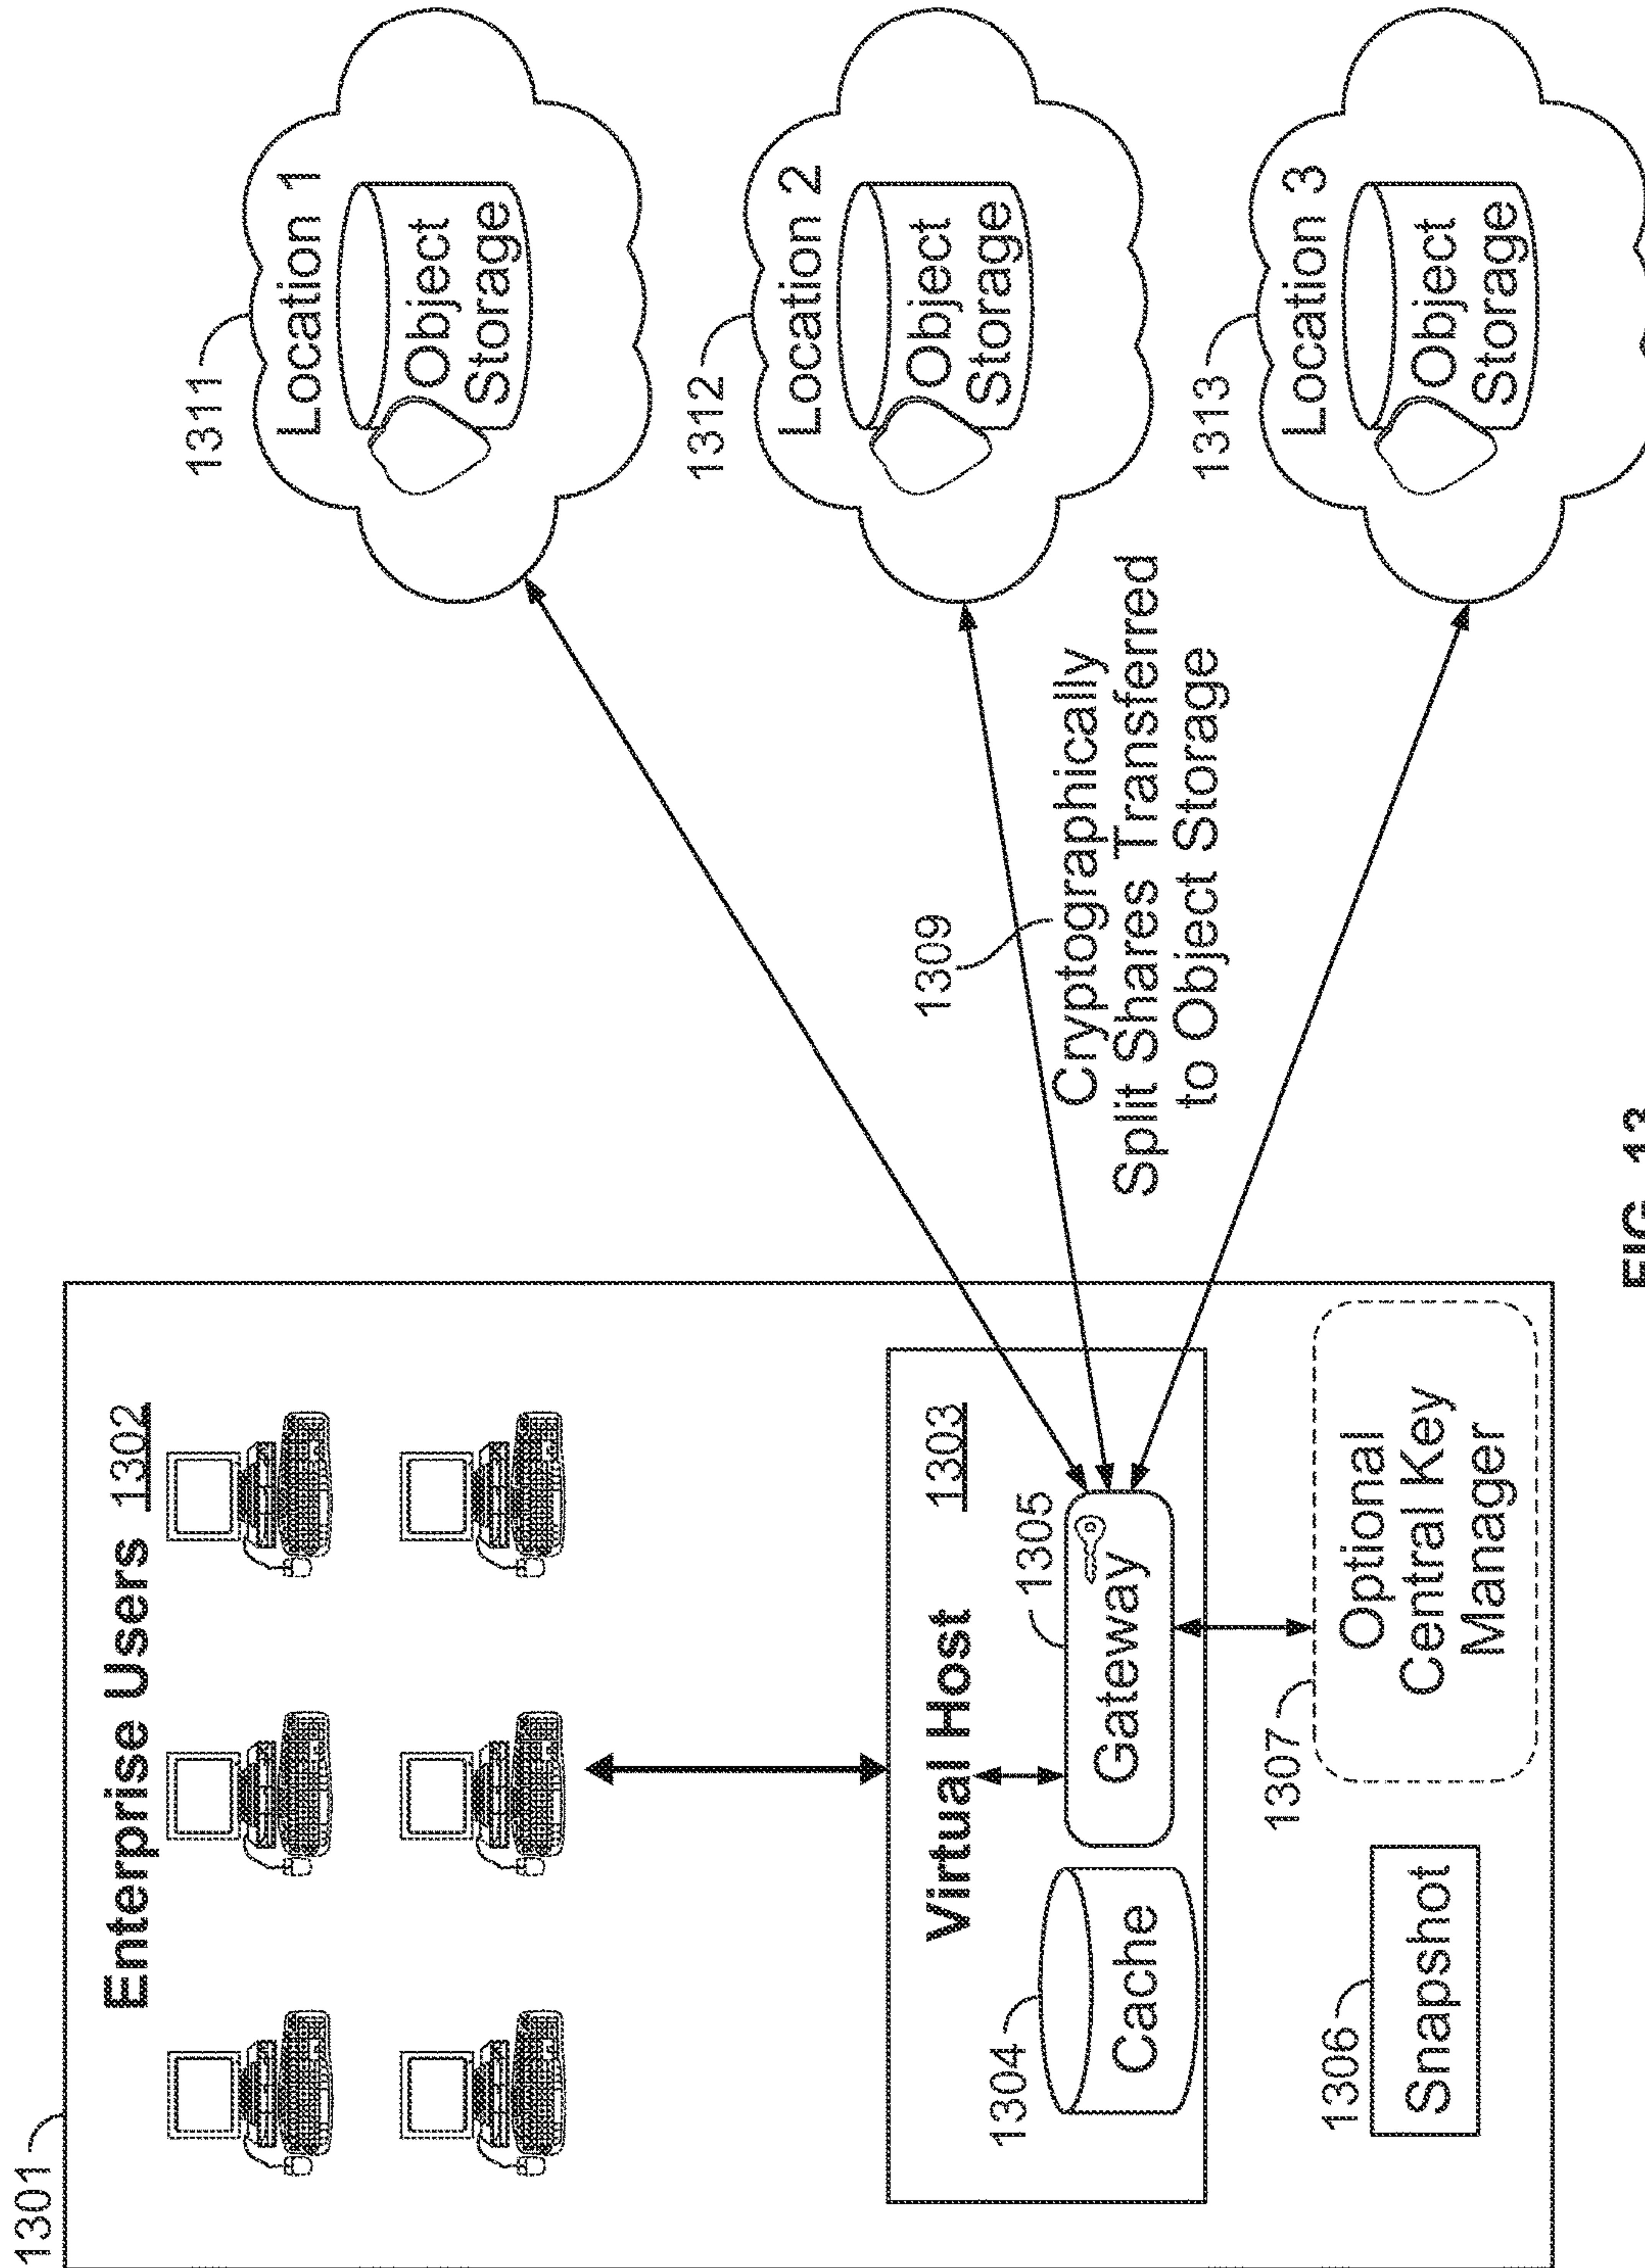 1301
Enterprise Users 1302
Virtual Host 1303
1304
Cache
1305
Gateway
1306
Snapshot
1307
Optional
Central Key
Manager
1309
Cryptographically
Split Shares Transferred
to Object Storage
1311
Location 1
Object
Storage
1312
Location 2
Object
Storage
1313
Location 3
Object
Storage
FIG. 13